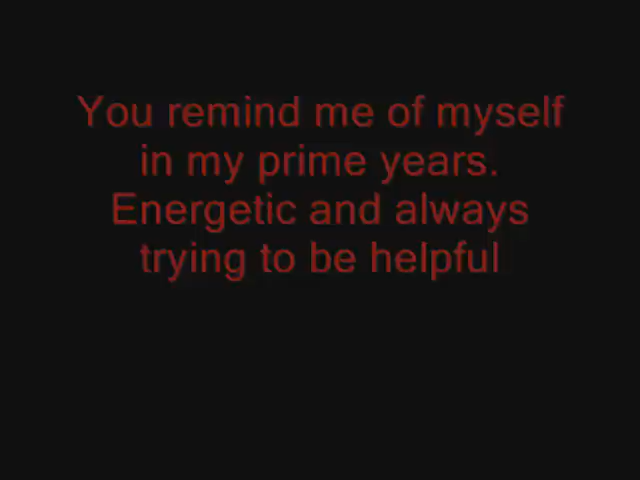 You remind me of myself
in my prime years.
Energetic and always
trying to be helpful